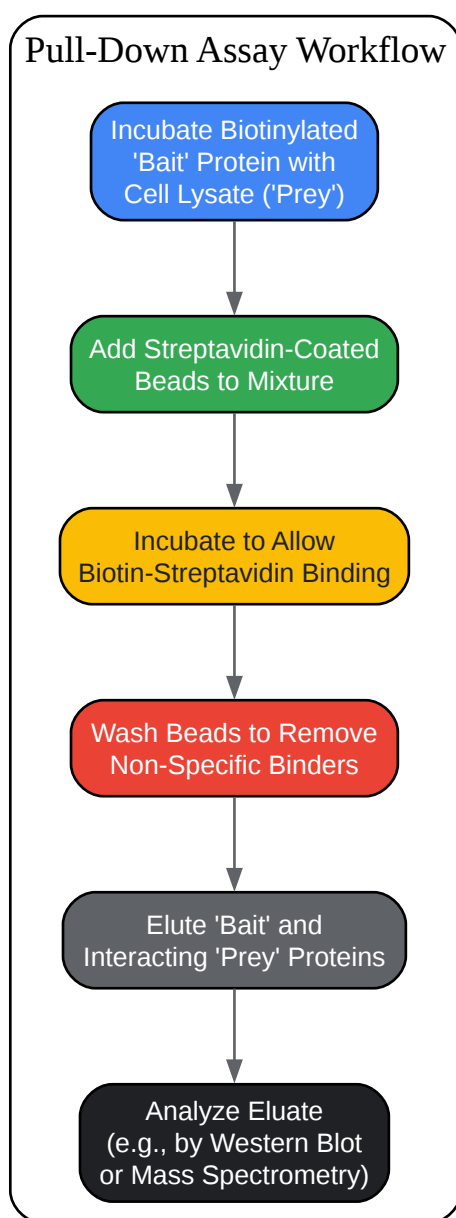 Pull-Down Assay Workflow
Incubate Biotinylated
'Bait' Protein with
Cell Lysate ('Prey')
Add Streptavidin-Coated
Beads to Mixture
Incubate to Allow
Biotin-Streptavidin Binding
Wash Beads to Remove
Non-Specific Binders
Elute 'Bait' and
Interacting 'Prey' Proteins
Analyze Eluate
(e.g., by Western Blot
or Mass Spectrometry)